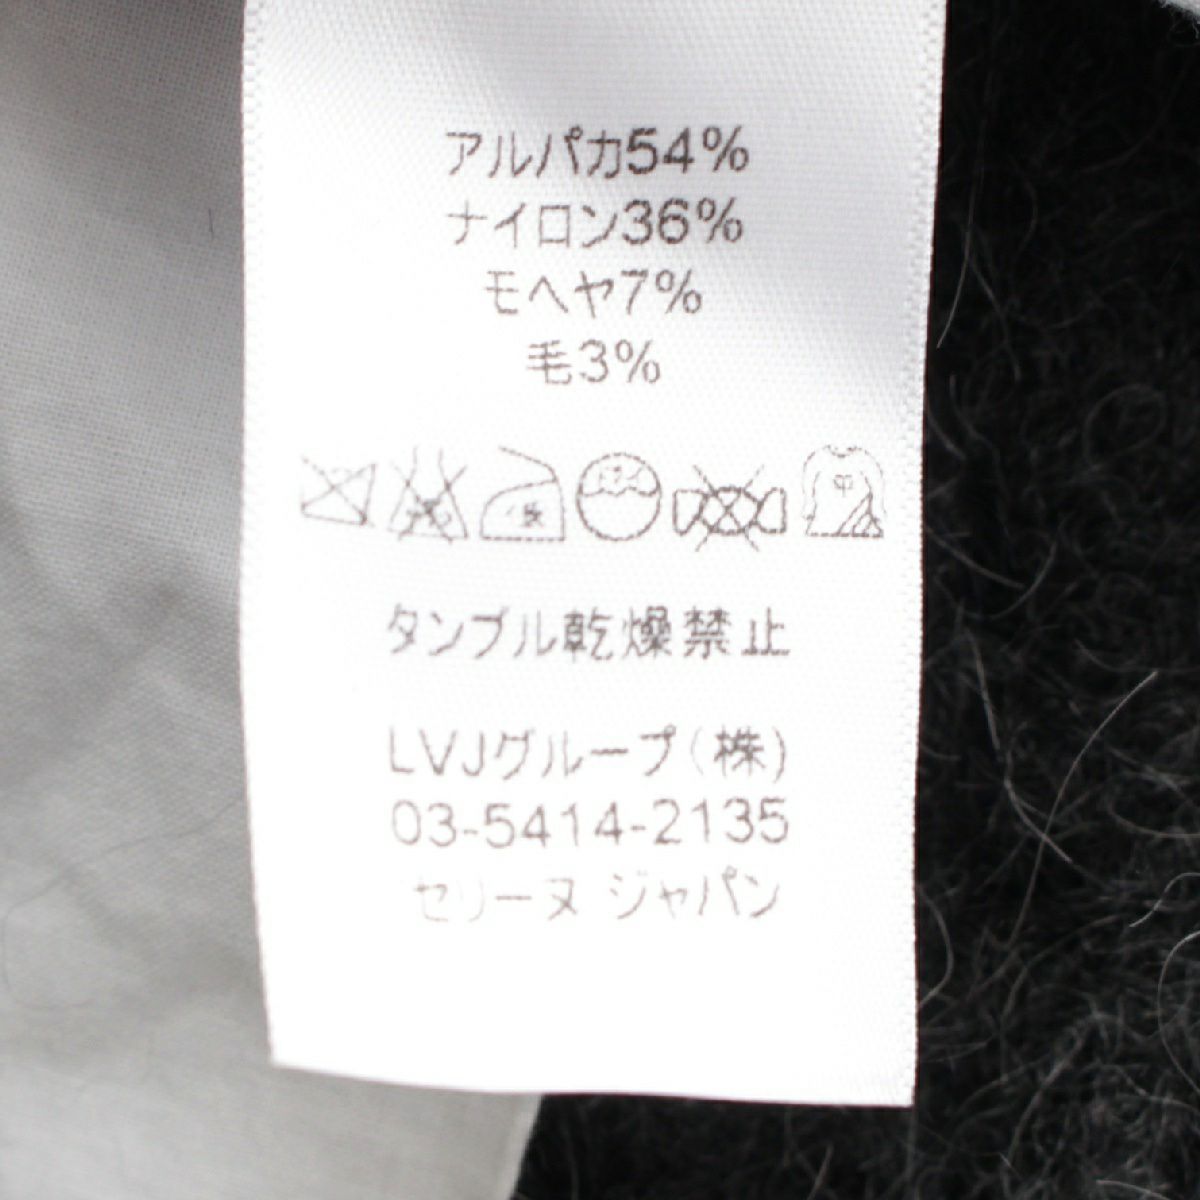 アルパカ54%
ナイロン36%
モヘヤ7%
毛3%
平
タンブル乾燥禁止
LVJグループ(株)
03-5414-2135
セリーヌ ジャパン